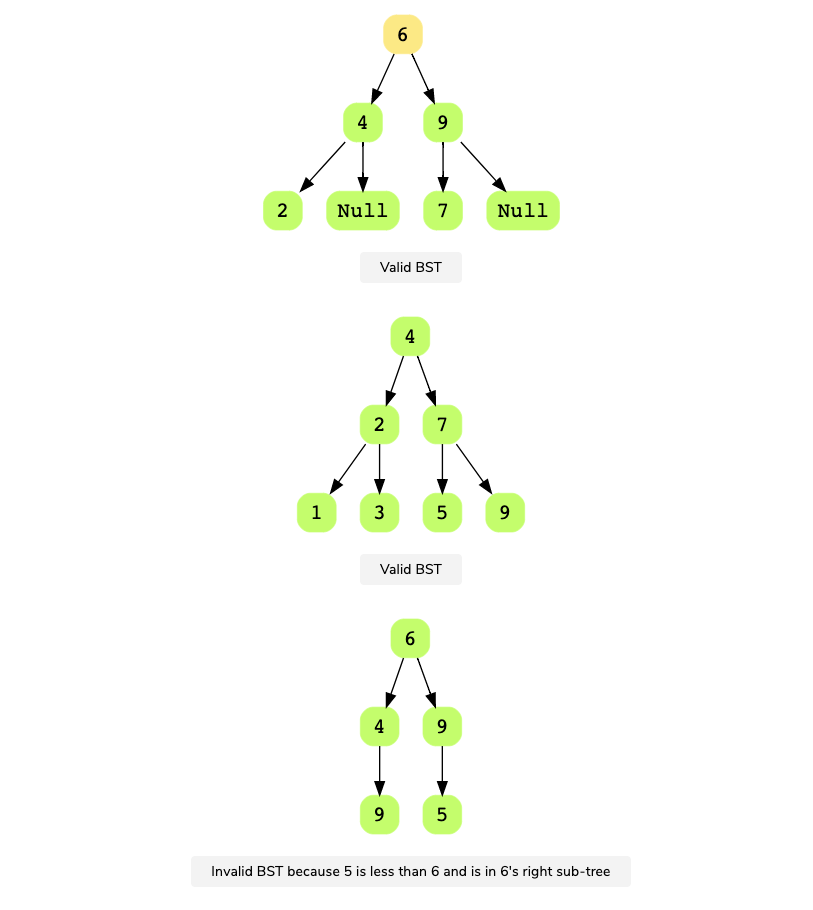 6
4 9
2 Null 7 Null
Valid BST
4
2 7
1 3 5 9
Valid BST
6
4 9
9 5
Invalid BST because 5 is less than 6 and is in 6's right sub-tree